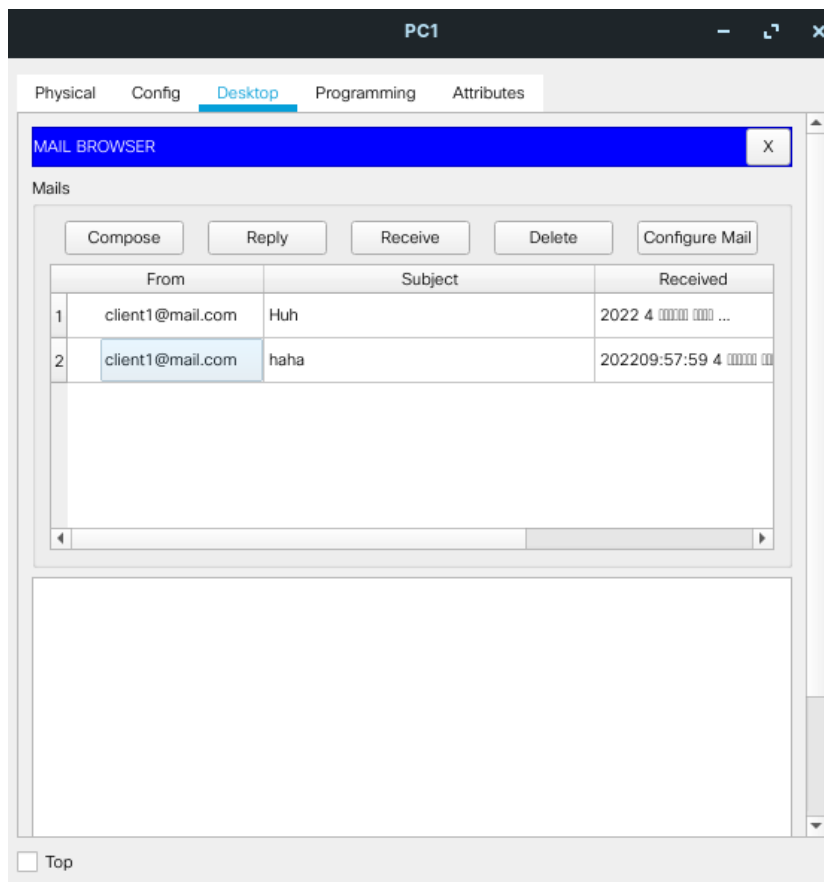 PC1
Physical Config Desktop Programming Attributes
MAIL BROWSER X
Mails
Compose Reply Receive Delete Configure Mail
From Subject Received
1 client1@mail.com Huh 2022 4 ...
2 client1@mail.com haha 202209:57:59 4
Top